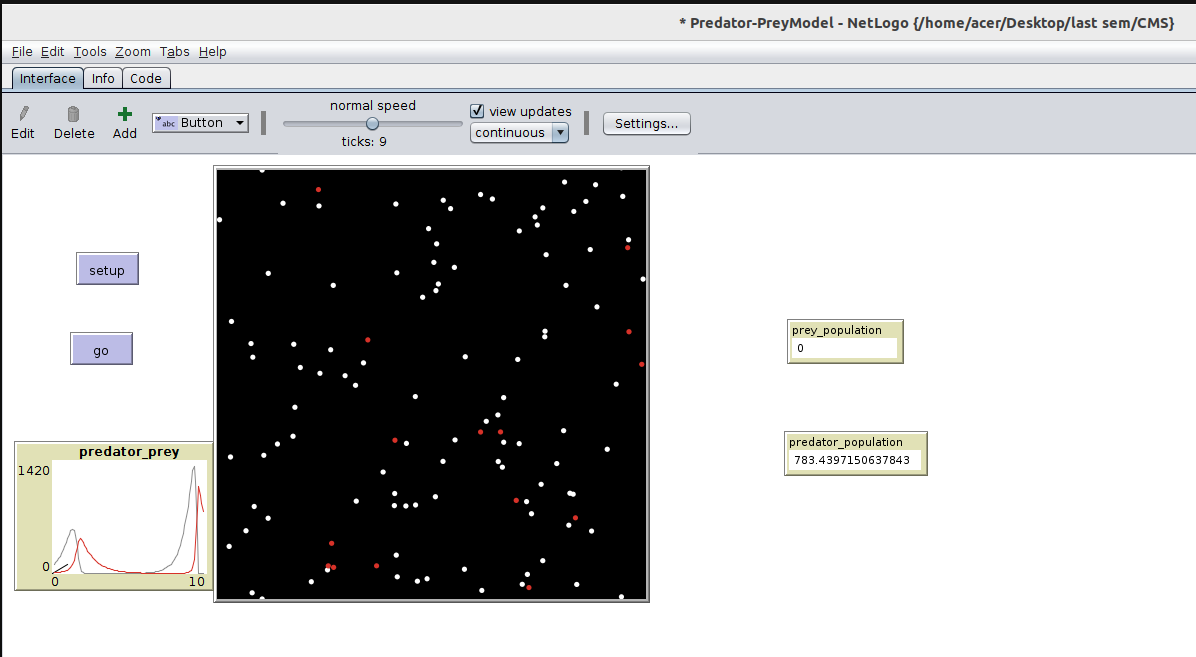 * Predator-PreyModel - NetLogo {/home/acer/Desktop/last sem/CMS}
File Edit Tools Zoom Tabs Help
Interface Info Code
normal speed
view updates
Edit Delete Add abc Button continuous Settings...
ticks: 9
setup
go
prey_population
0
predator_population
783.4397150637843
predator_prey
1420
0
0 10